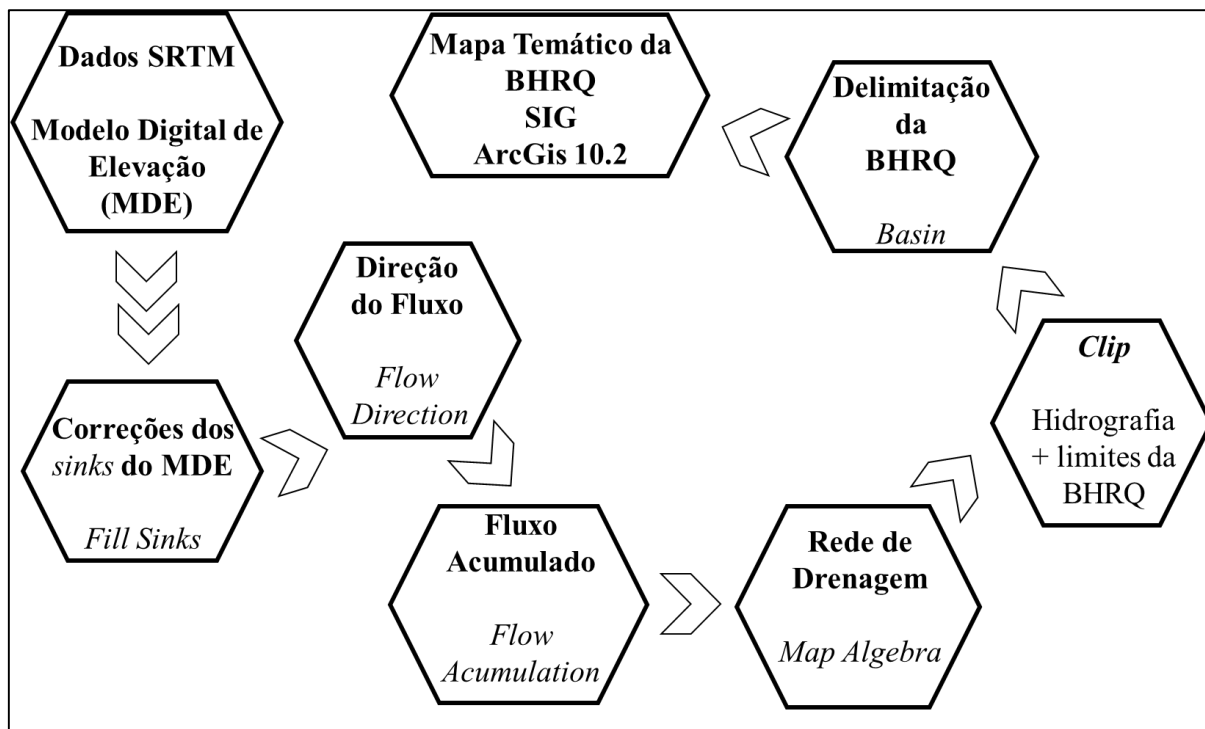 Dados SRTM
Modelo Digital de
Elevação
(MDE)
Correções dos
sinks do MDE
Fill Sinks
Direção
do Fluxo
Flow
Direction
Fluxo
Acumulado
Flow
Acumulation
Rede de
Drenagem
Map Algebra
Clip
Hidrografia
+ limites da
BHRQ
Delimitação
da
BHRQ
Basin
Mapa Temático da
BHRQ
SIG
ArcGis 10.2